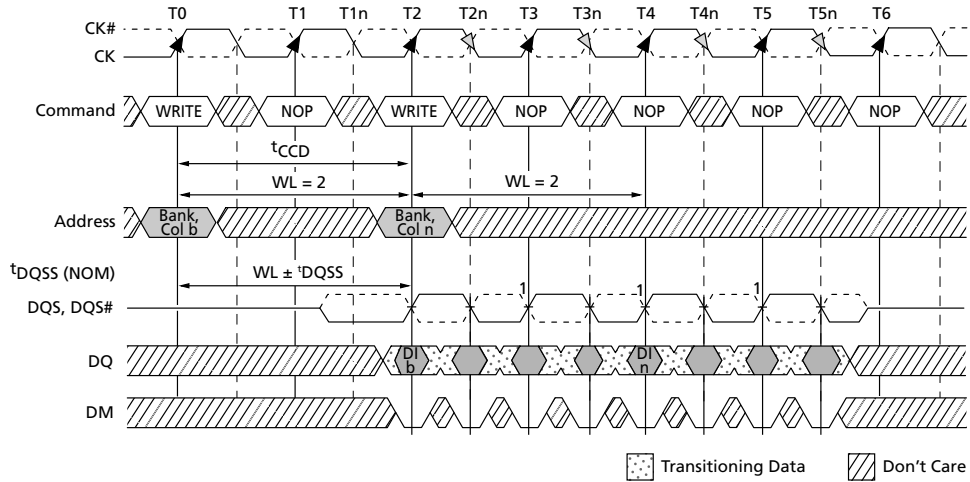 T0 T1 T1n T2 T2n T3 T3n T4 T4n T5 T5n T6
CK#
CK
Command WRITE NOP WRITE NOP NOP NOP NOP
tCCD
WL = 2 WL = 2
Address Bank, Col b Bank, Col n
tDQSS (NOM)
WL ± tDQSS
DQS, DQS# 1 1 1
DQ DI b DI n
DM
Transitioning Data Don't Care